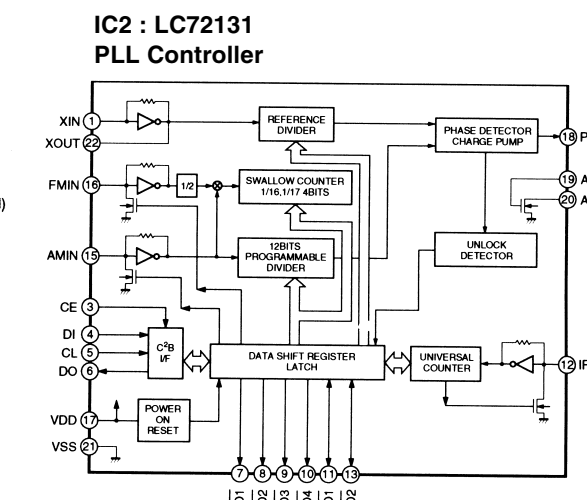 IC2 : LC72131
PLL Controller
XIN 1
XOUT 22
REFERENCE
DIVIDER
PHASE DETECTOR
CHARGE PUMP
18 P
FMIN 16
1/2
SWALLOW COUNTER
1/16,1/17 4BITS
19 A
20 A
AMIN 15
12BITS
PROGRAMMABLE
DIVIDER
UNLOCK
DETECTOR
CE 3
DI 4
CL 5
DO 6
C²B
I/F
DATA SHIFT REGISTER
LATCH
UNIVERSAL
COUNTER
12 IF
VDD 17
VSS 21
POWER
ON
RESET
7 8 9 10 11 13